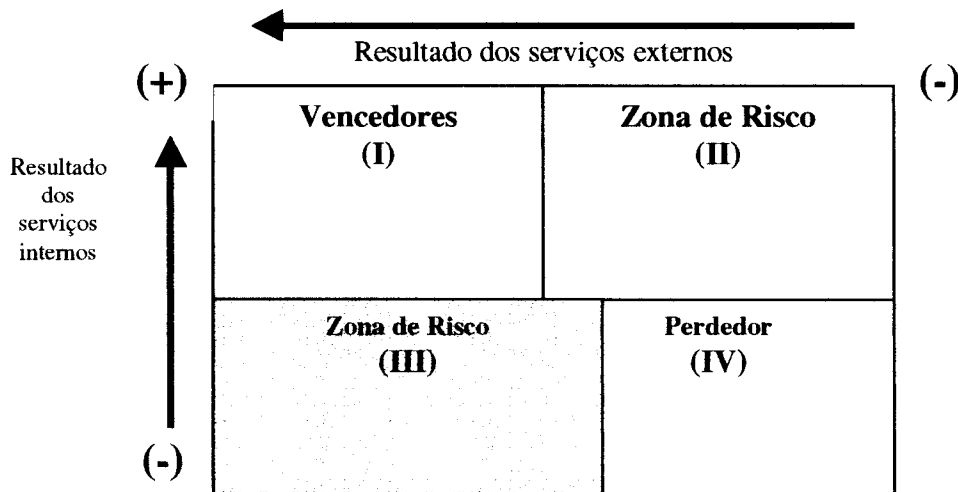 Resultado dos serviços externos
(+)
(-)
Vencedores
(I)
Zona de Risco
(II)
Resultado
dos
serviços
internos
Zona de Risco
(III)
Perdedor
(IV)
(-)